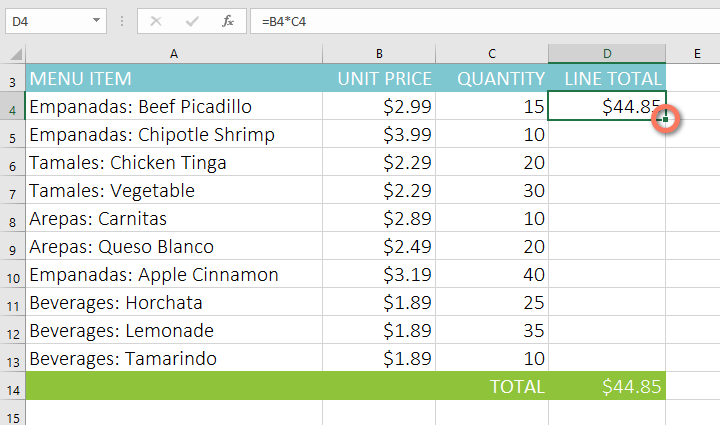 D4 fx =B4*C4
A B C D E
3 MENU ITEM UNIT PRICE QUANTITY LINE TOTAL
4 Empanadas: Beef Picadillo $2.99 15 $44.85
5 Empanadas: Chipotle Shrimp $3.99 10
6 Tamales: Chicken Tinga $2.29 20
7 Tamales: Vegetable $2.29 30
8 Arepas: Carnitas $2.89 10
9 Arepas: Queso Blanco $2.49 20
10 Empanadas: Apple Cinnamon $3.19 40
11 Beverages: Horchata $1.89 25
12 Beverages: Lemonade $1.89 35
13 Beverages: Tamarindo $1.89 10
14 TOTAL $44.85
15